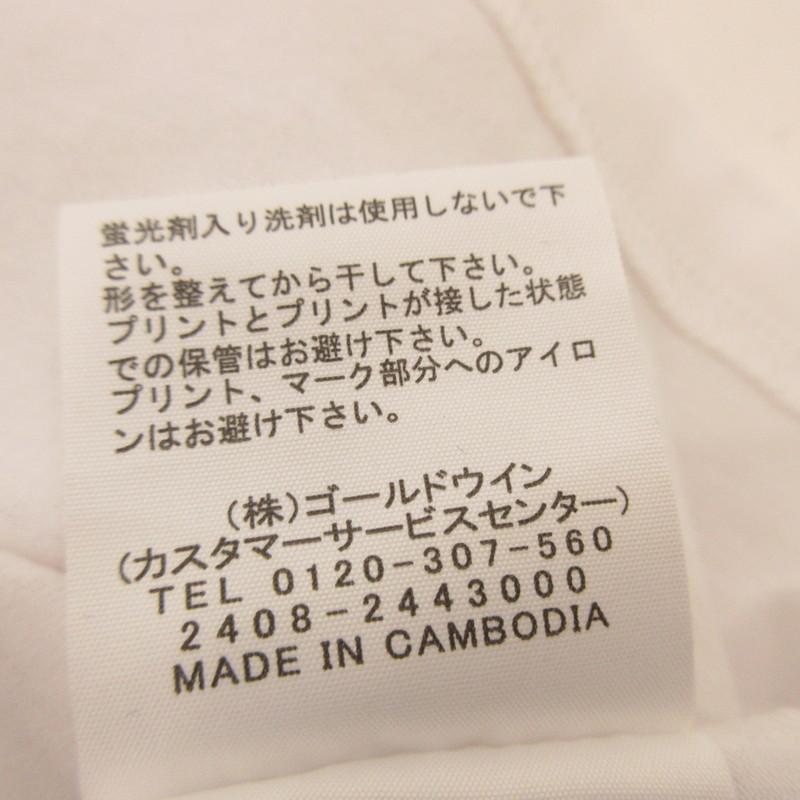 蛍光剤入り洗剤は使用しないで下
さい。
形を整えてから干して下さい。
プリントとプリントが接した状態
での保管はお避け下さい。
プリント、マーク部分へのアイロ
ンはお避け下さい。
(株)ゴールドウイン
(カスタマーサービスセンター)
TEL 0120-307-560
2408-2443000
MADE IN CAMBODIA